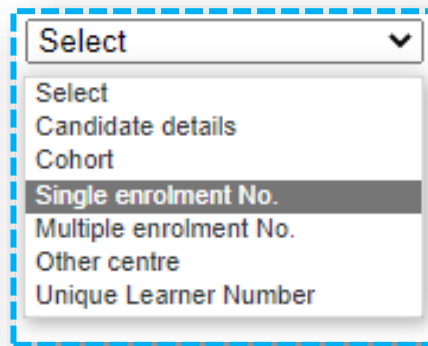 Select
Select
Candidate details
Cohort
Single enrolment No.
Multiple enrolment No.
Other centre
Unique Learner Number